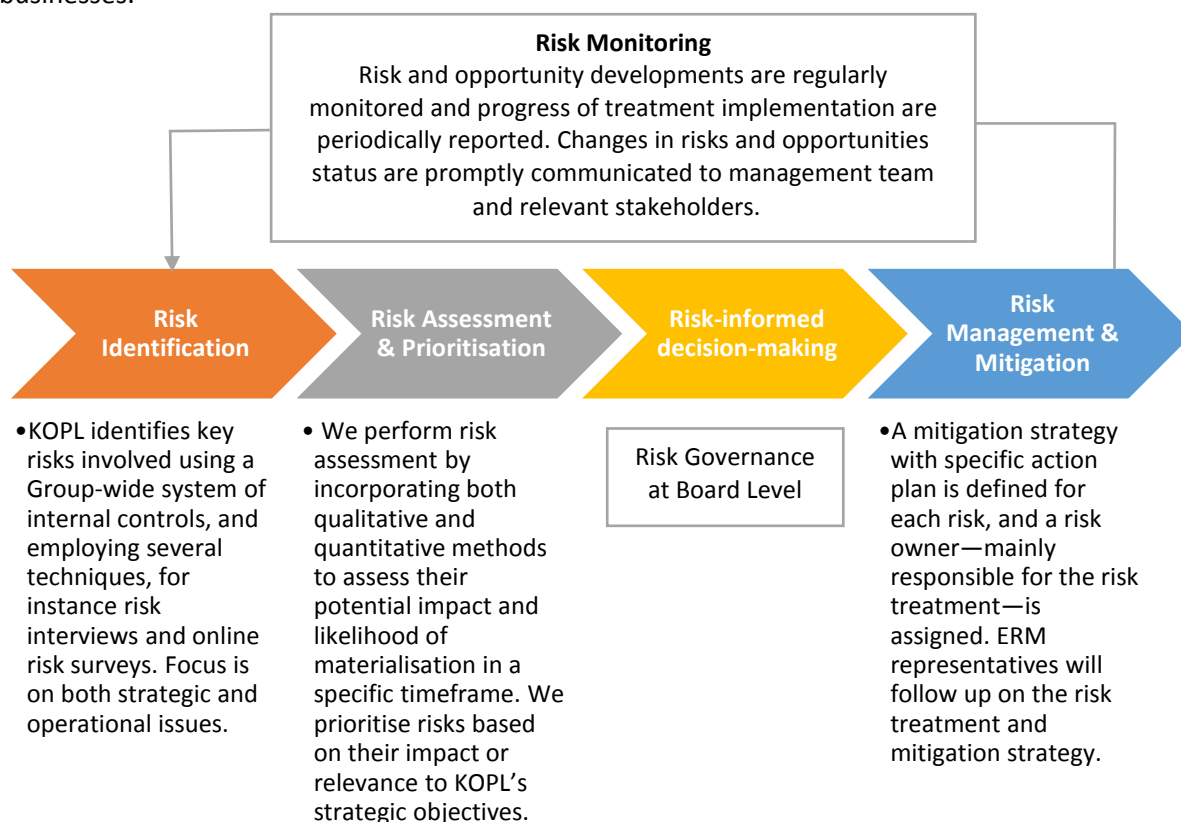 businesses.
Risk Monitoring
Risk and opportunity developments are regularly
monitored and progress of treatment implementation are
periodically reported. Changes in risks and opportunities
status are promptly communicated to management team
and relevant stakeholders.
Risk
Identification
Risk Assessment
& Prioritisation
Risk-informed
decision-making
Risk
Management &
Mitigation
•KOPL identifies key
risks involved using a
Group-wide system of
internal controls, and
employing several
techniques, for
instance risk
interviews and online
risk surveys. Focus is
on both strategic and
operational issues.
• We perform risk
assessment by
incorporating both
qualitative and
quantitative methods
to assess their
potential impact and
likelihood of
materialisation in a
specific timeframe. We
prioritise risks based
on their impact or
relevance to KOPL’s
strategic objectives.
Risk Governance
at Board Level
•A mitigation strategy
with specific action
plan is defined for
each risk, and a risk
owner—mainly
responsible for the risk
treatment—is
assigned. ERM
representatives will
follow up on the risk
treatment and
mitigation strategy.